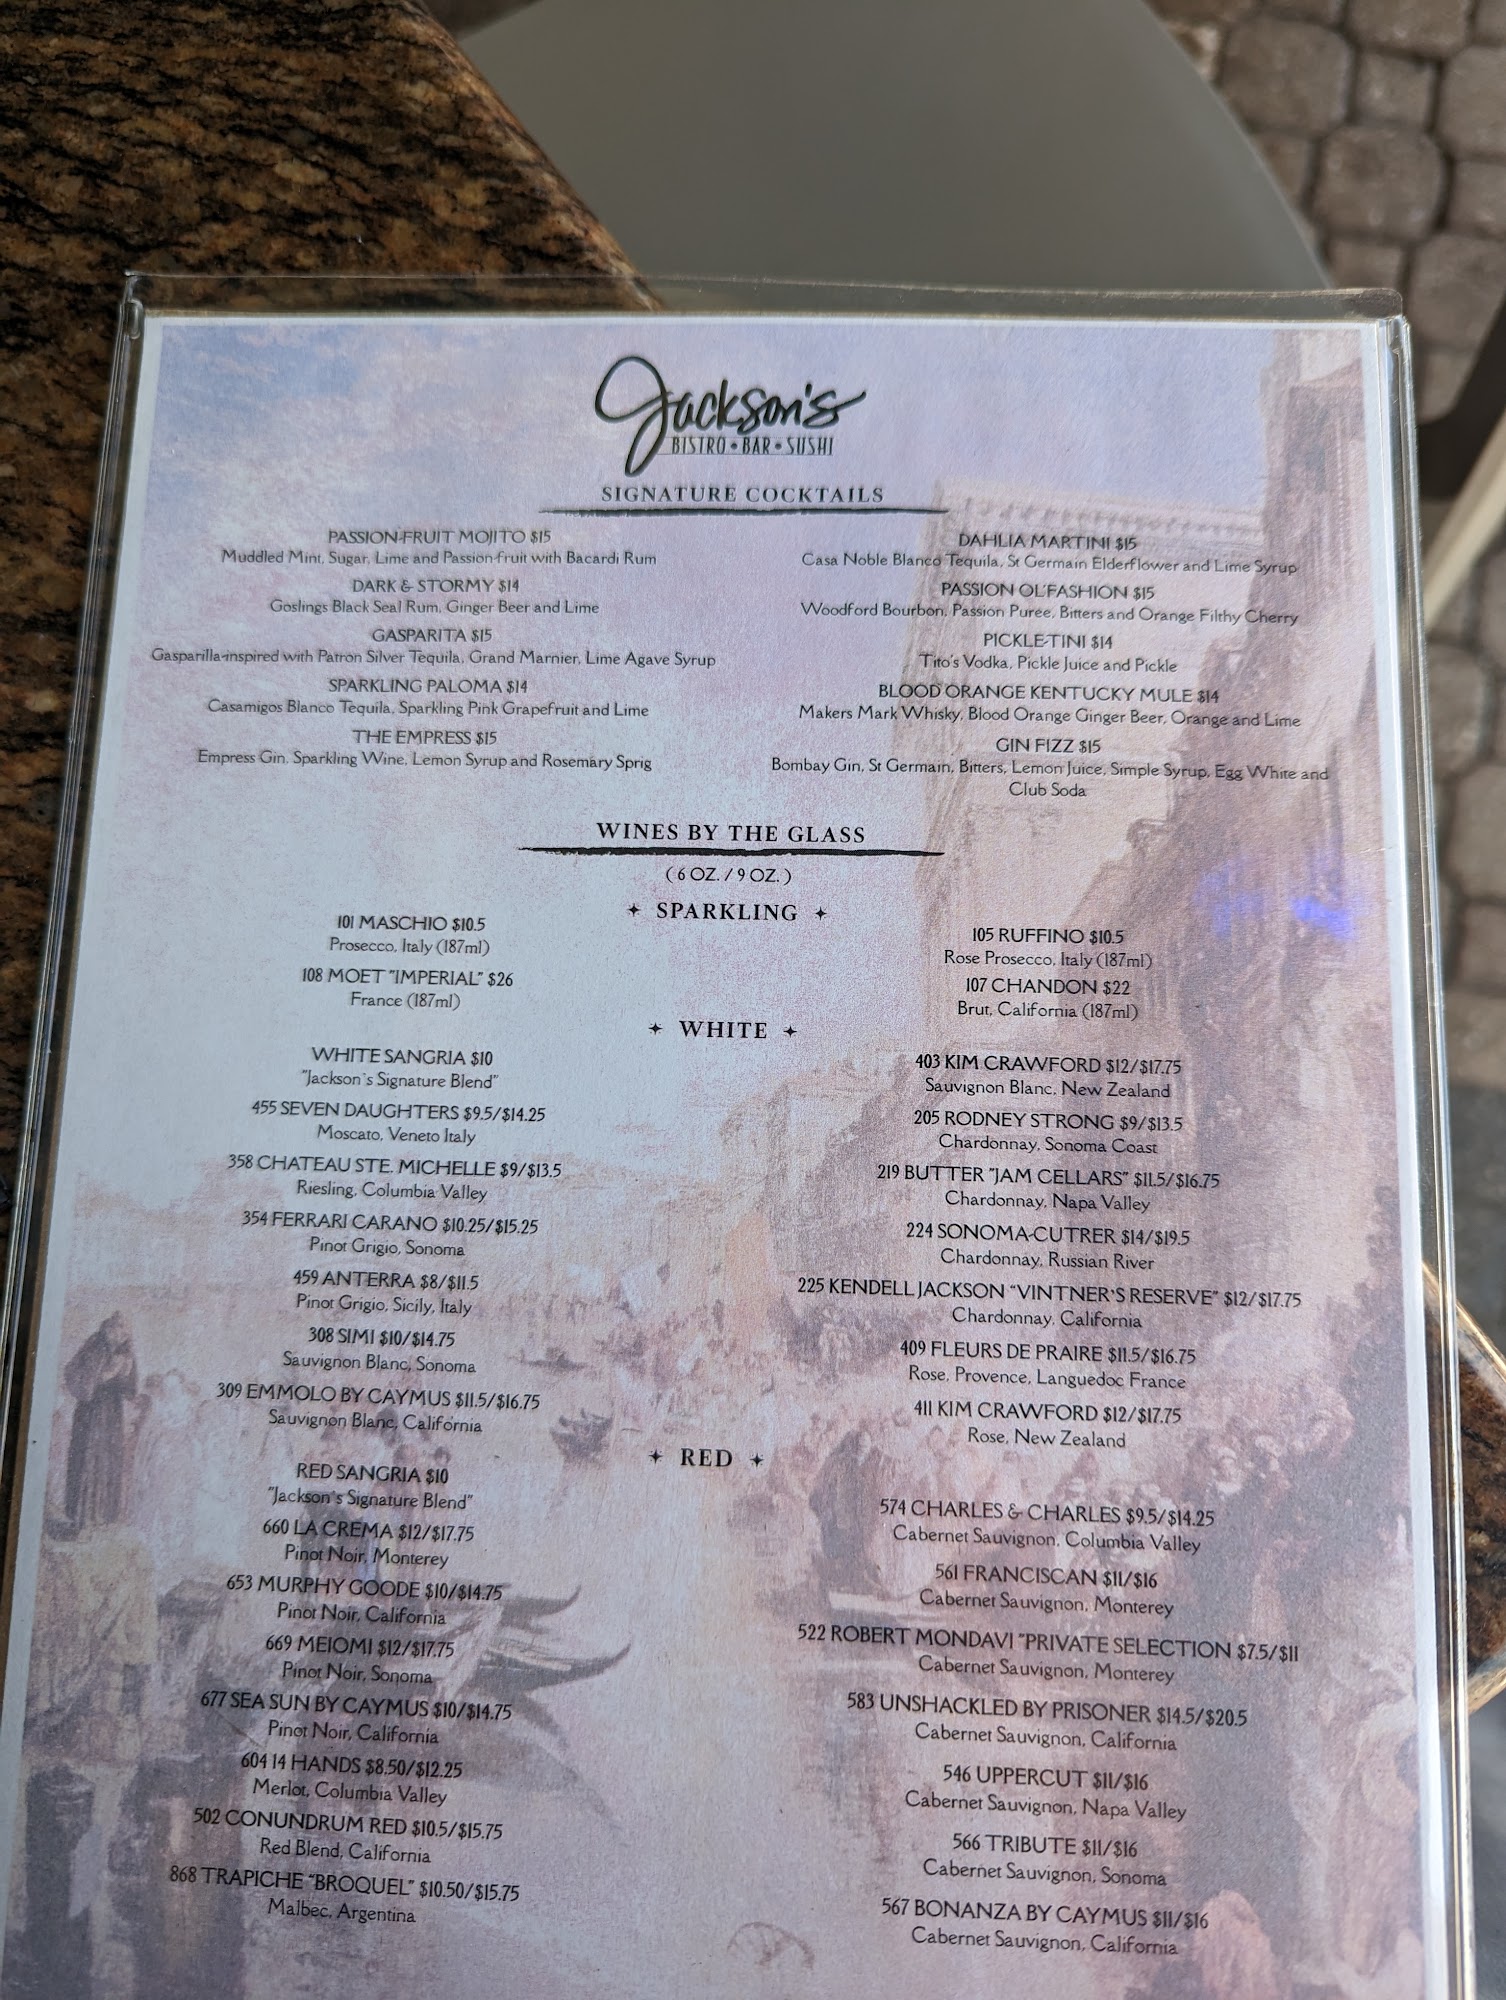 Jackson's
BISTRO • BAR • SUSHI
SIGNATURE COCKTAILS
PASSION-FRUIT MOJITO $15
Muddled Mint, Sugar, Lime and Passion-fruit with Bacardi Rum
DARK & STORMY $14
Goslings Black Seal Rum, Ginger Beer and Lime
GASPARITA $15
Gasparilla-inspired with Patron Silver Tequila, Grand Marnier, Lime Agave Syrup
SPARKLING PALOMA $14
Casamigos Blanco Tequila, Sparkling Pink Grapefruit and Lime
THE EMPRESS $15
Empress Gin, Sparkling Wine, Lemon Syrup and Rosemary Sprig
DAHLIA MARTINI $15
Casa Noble Blanco Tequila, St Germain Elderflower and Lime Syrup
PASSION OL'FASHION $15
Woodford Bourbon, Passion Puree, Bitters and Orange Filthy Cherry
PICKLE-TINI $14
Tito's Vodka, Pickle Juice and Pickle
BLOOD ORANGE KENTUCKY MULE $14
Makers Mark Whisky, Blood Orange Ginger Beer, Orange and Lime
GIN FIZZ $15
Bombay Gin, St Germain, Bitters, Lemon Juice, Simple Syrup, Egg White and
Club Soda
WINES BY THE GLASS
( 6 OZ. / 9 OZ. )
SPARKLING
101 MASCHIO $10.5
Prosecco, Italy (187ml)
108 MOET "IMPERIAL" $26
France (187ml)
105 RUFFINO $10.5
Rose Prosecco, Italy (187ml)
107 CHANDON $22
Brut, California (187ml)
WHITE
WHITE SANGRIA $10
"Jackson's Signature Blend"
455 SEVEN DAUGHTERS $9.5/$14.25
Moscato, Veneto Italy
358 CHATEAU STE. MICHELLE $9/$13.5
Riesling, Columbia Valley
354 FERRARI CARANO $10.25/$15.25
Pinot Grigio, Sonoma
459 ANTERRA $8/$11.5
Pinot Grigio, Sicily, Italy
308 SIMI $10/$14.75
Sauvignon Blanc, Sonoma
309 EMMOLO BY CAYMUS $11.5/$16.75
Sauvignon Blanc, California
403 KIM CRAWFORD $12/$17.75
Sauvignon Blanc, New Zealand
205 RODNEY STRONG $9/$13.5
Chardonnay, Sonoma Coast
219 BUTTER "JAM CELLARS" $11.5/$16.75
Chardonnay, Napa Valley
224 SONOMA-CUTRER $14/$19.5
Chardonnay, Russian River
225 KENDELL JACKSON "VINTNER'S RESERVE" $12/$17.75
Chardonnay, California
409 FLEURS DE PRAIRE $11.5/$16.75
Rose, Provence, Languedoc France
411 KIM CRAWFORD $12/$17.75
Rose, New Zealand
RED
RED SANGRIA $10
"Jackson's Signature Blend"
660 LA CREMA $12/$17.75
Pinot Noir, Monterey
653 MURPHY GOODE $10/$14.75
Pinot Noir, California
669 MEIOMI $12/$17.75
Pinot Noir, Sonoma
677 SEA SUN BY CAYMUS $10/$14.75
Pinot Noir, California
604 14 HANDS $8.50/$12.25
Merlot, Columbia Valley
502 CONUNDRUM RED $10.5/$15.75
Red Blend, California
868 TRAPICHE "BROQUEL" $10.50/$15.75
Malbec, Argentina
574 CHARLES & CHARLES $9.5/$14.25
Cabernet Sauvignon, Columbia Valley
561 FRANCISCAN $11/$16
Cabernet Sauvignon, Monterey
522 ROBERT MONDAVI "PRIVATE SELECTION $7.5/$11
Cabernet Sauvignon, Monterey
583 UNSHACKLED BY PRISONER $14.5/$20.5
Cabernet Sauvignon, California
546 UPPERCUT $11/$16
Cabernet Sauvignon, Napa Valley
566 TRIBUTE $11/$16
Cabernet Sauvignon, Sonoma
567 BONANZA BY CAYMUS $11/$16
Cabernet Sauvignon, California